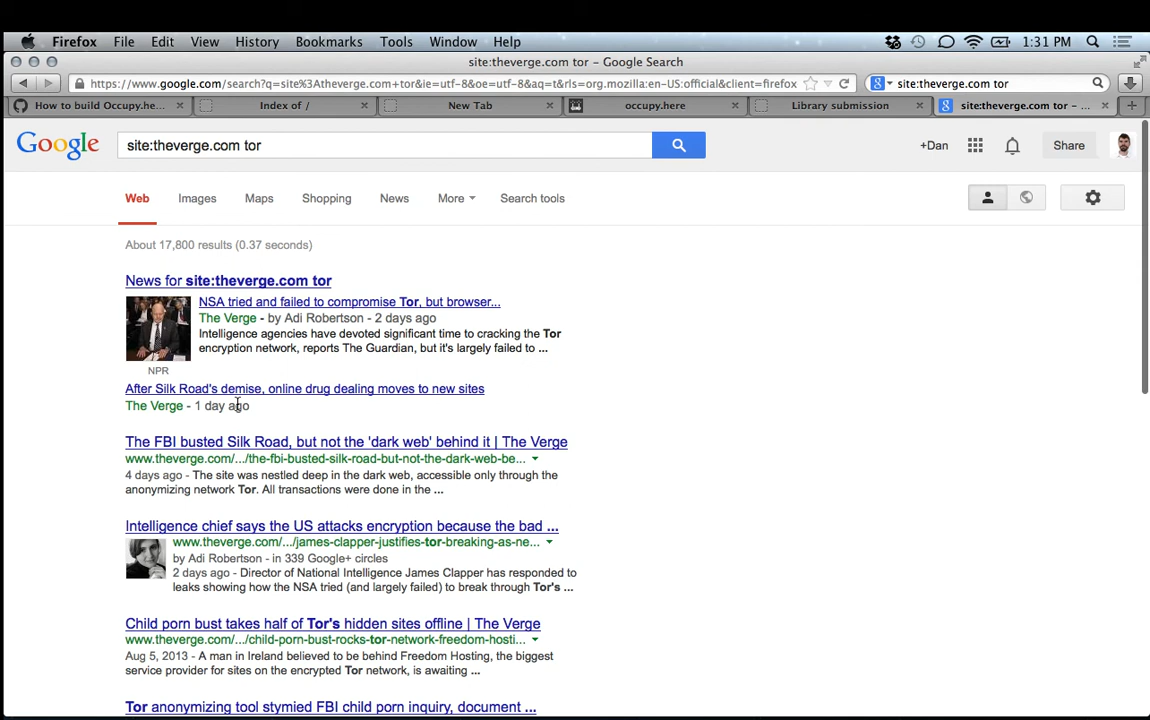 Firefox File Edit View History Bookmarks Tools Window Help 1:31 PM
site:theverge.com tor - Google Search
https://www.google.com/search?q=site%3Atheverge.com+tor&ie=utf-8&oe=utf-8&aq=t&rls=org.mozilla:en-US:official&client=firefox site:theverge.com tor
How to build Occupy.he... Index of / New Tab occupy.here Library submission site:theverge.com tor - ...
Google site:theverge.com tor +Dan Share
Web Images Maps Shopping News More Search tools
About 17,800 results (0.37 seconds)
News for site:theverge.com tor
NSA tried and failed to compromise Tor, but browser...
The Verge - by Adi Robertson - 2 days ago
Intelligence agencies have devoted significant time to cracking the Tor
encryption network, reports The Guardian, but it's largely failed to ...
NPR
After Silk Road's demise, online drug dealing moves to new sites
The Verge - 1 day ago
The FBI busted Silk Road, but not the 'dark web' behind it | The Verge
www.theverge.com/.../the-fbi-busted-silk-road-but-not-the-dark-web-be...
4 days ago - The site was nestled deep in the dark web, accessible only through the
anonymizing network Tor. All transactions were done in the ...
Intelligence chief says the US attacks encryption because the bad ...
www.theverge.com/.../james-clapper-justifies-tor-breaking-as-ne...
by Adi Robertson - in 339 Google+ circles
2 days ago - Director of National Intelligence James Clapper has responded to
leaks showing how the NSA tried (and largely failed) to break through Tor's ...
Child porn bust takes half of Tor's hidden sites offline | The Verge
www.theverge.com/.../child-porn-bust-rocks-tor-network-freedom-hosti...
Aug 5, 2013 - A man in Ireland believed to be behind Freedom Hosting, the biggest
service provider for sites on the encrypted Tor network, is awaiting ...
Tor anonymizing tool stymied FBI child porn inquiry, document ...